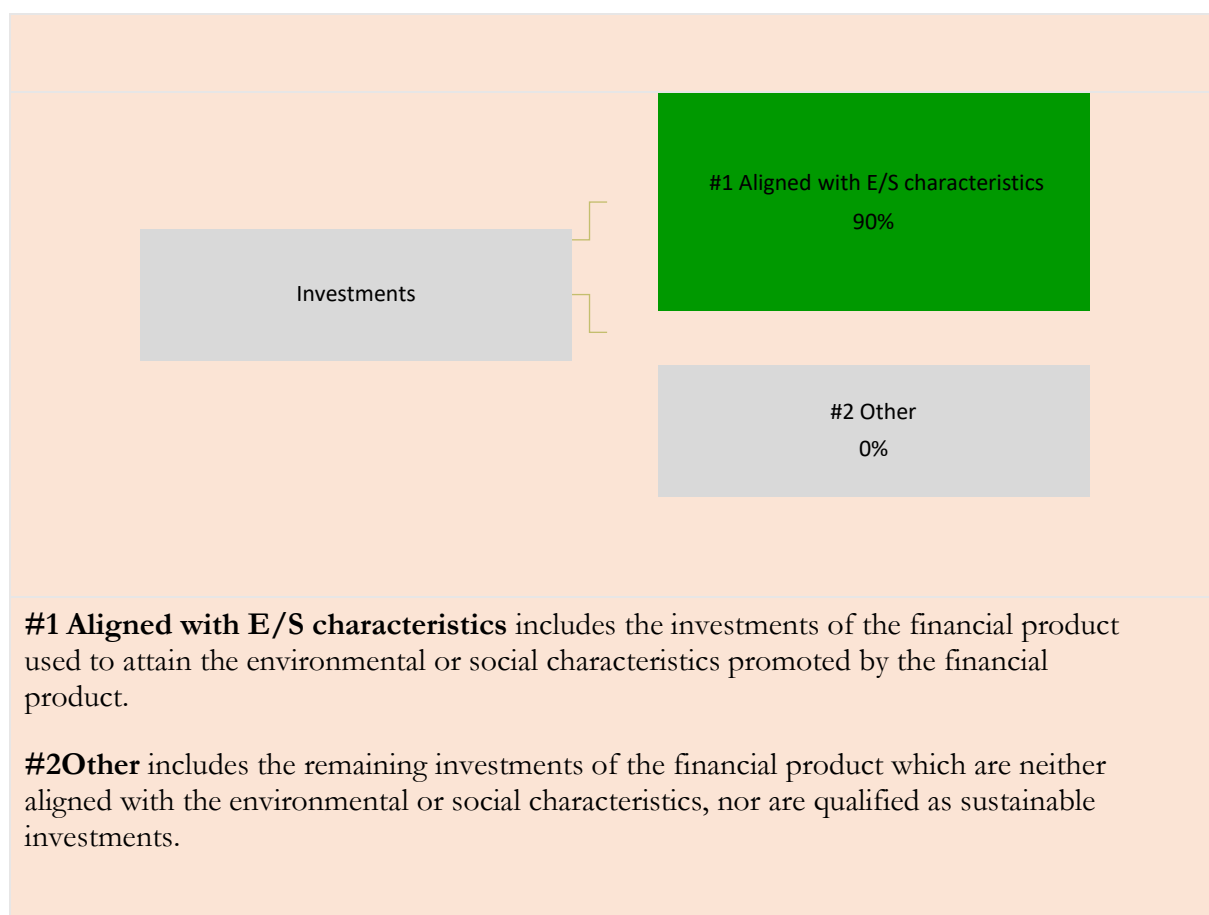 #1 Aligned with E/S characteristics
90%
Investments
#2 Other
0%
#1 Aligned with E/S characteristics includes the investments of the financial product
used to attain the environmental or social characteristics promoted by the financial
product.
#2Other includes the remaining investments of the financial product which are neither
aligned with the environmental or social characteristics, nor are qualified as sustainable
investments.